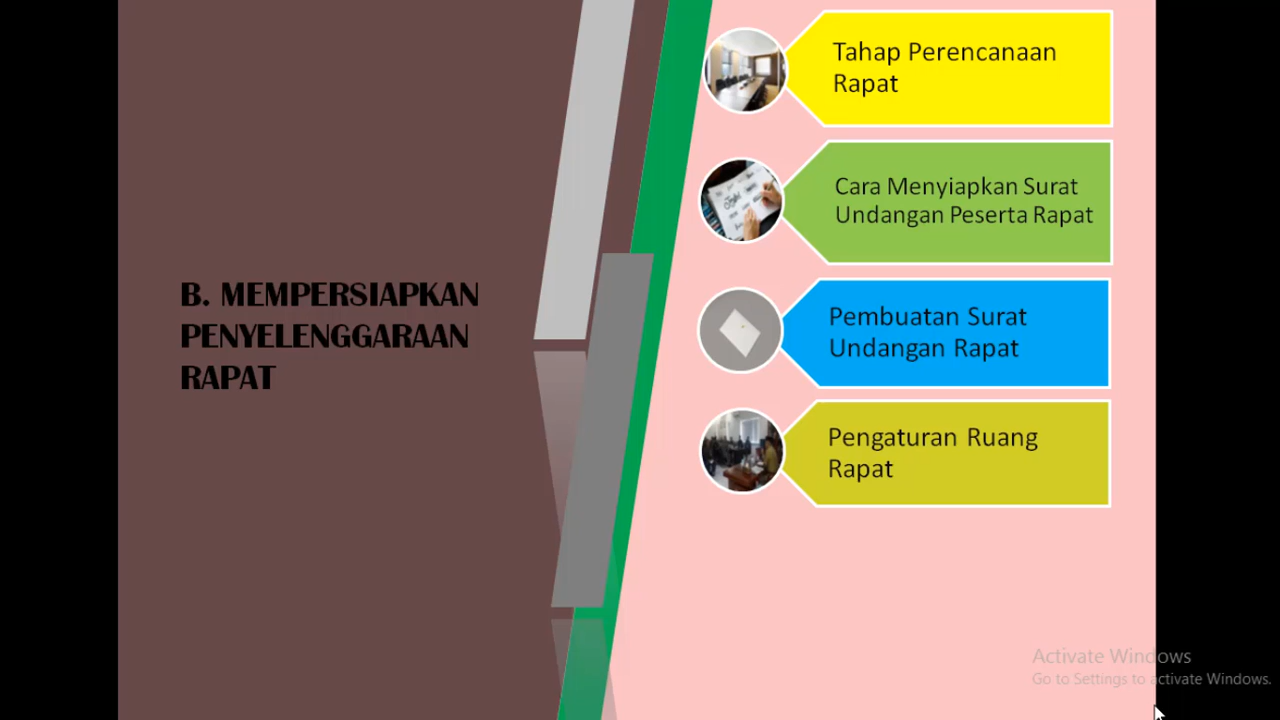 B. MEMPERSIAPKAN
PENYELENGGARAAN
RAPAT
Tahap Perencanaan
Rapat
Cara Menyiapkan Surat
Undangan Peserta Rapat
Pembuatan Surat
Undangan Rapat
Pengaturan Ruang
Rapat
Activate Windows
Go to Settings to activate Windows.